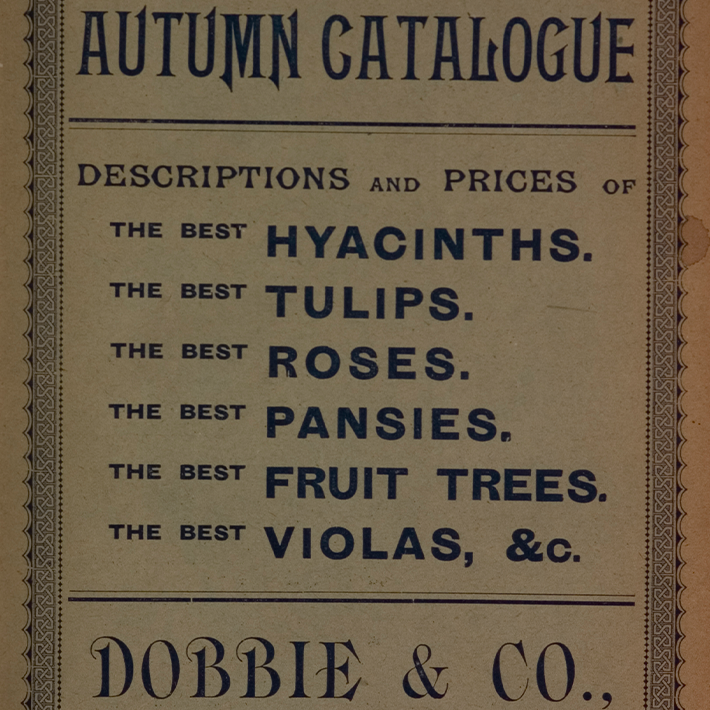 AUTUMN CATALOGUE
DESCRIPTIONS AND PRICES OF
THE BEST HYACINTHS.
THE BEST TULIPS.
THE BEST ROSES.
THE BEST PANSIES.
THE BEST FRUIT TREES.
THE BEST VIOLAS, &c.
DOBBIE & CO.,